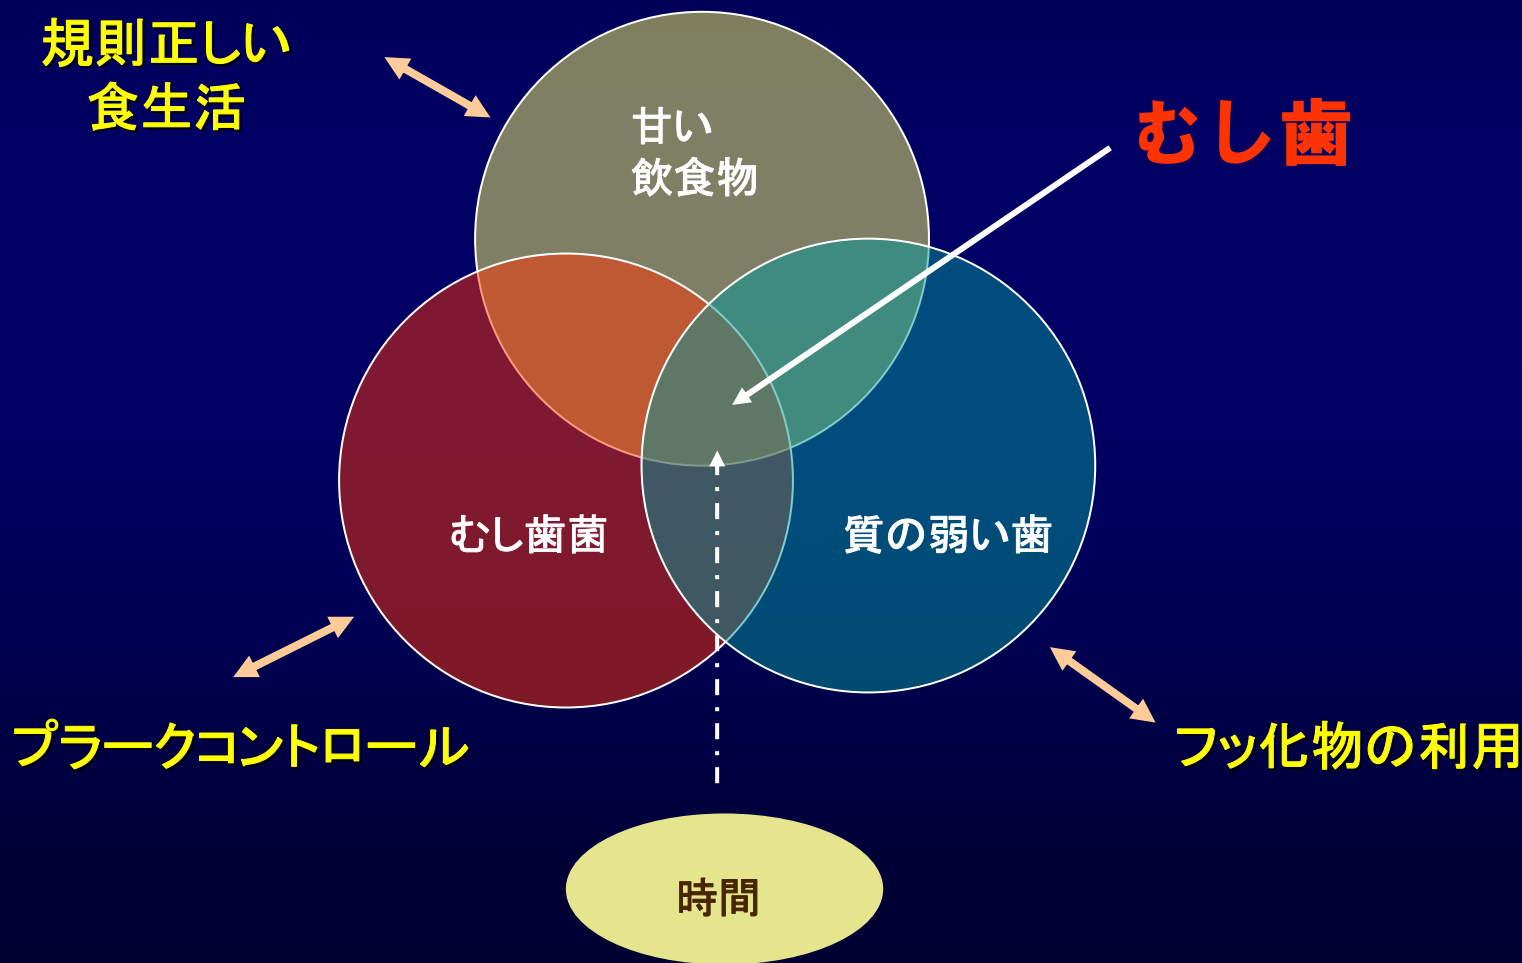 規則正しい
食生活
甘い
飲食物
むし歯
むし歯菌
質の弱い歯
プラークコントロール
フッ化物の利用
時間